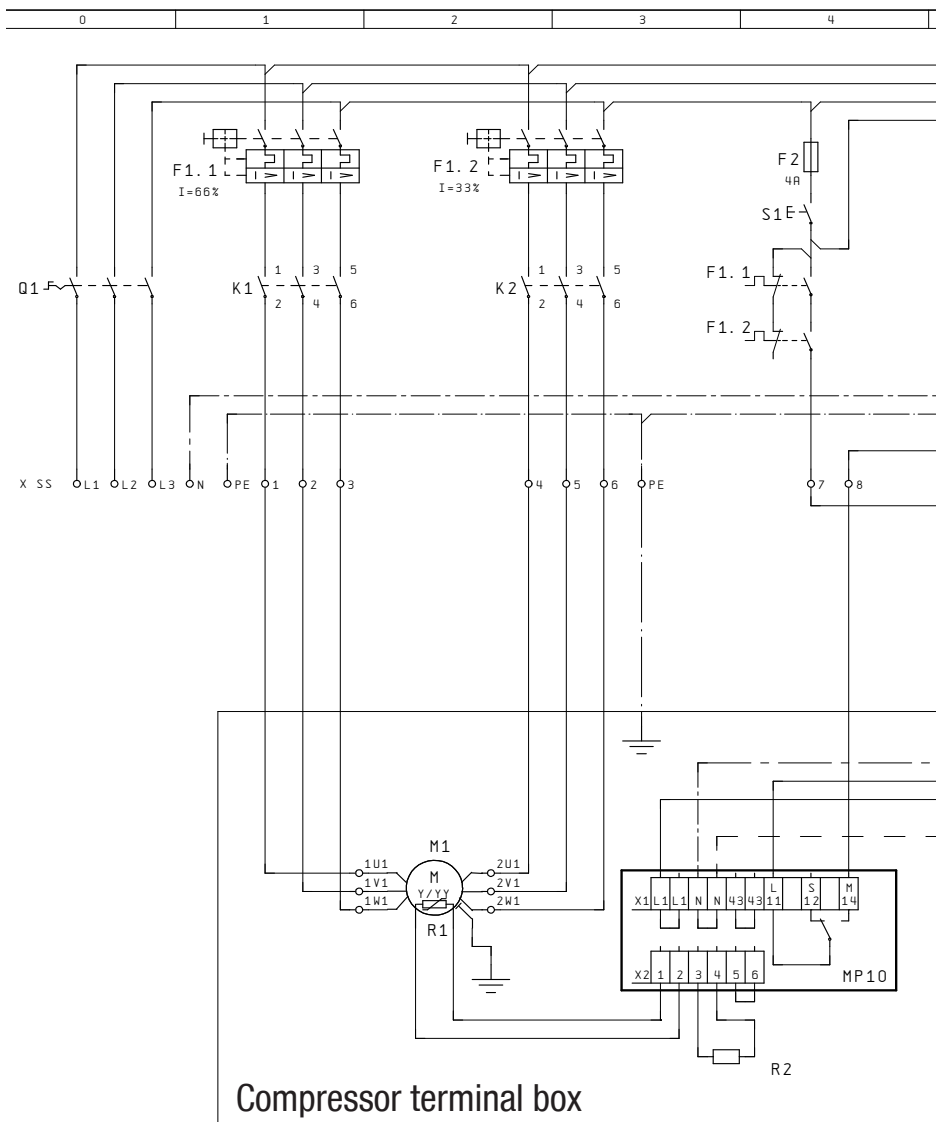 0 1 2 3 4
F1.1
I=66%
F1.2
I=33%
F2
4A
S1
Q1
K1
1 3 5
2 4 6
K2
1 3 5
2 4 6
F1.1
F1.2
X SS L1 L2 L3 N PE 1 2 3 4 5 6 PE 7 8
M1
1U1
1V1
1W1
M
Y/YY
2U1
2V1
2W1
R1
L S M
X1 L1 L1 N N 43 43 11 12 14
X2 1 2 3 4 5 6
MP10
R2
Compressor terminal box